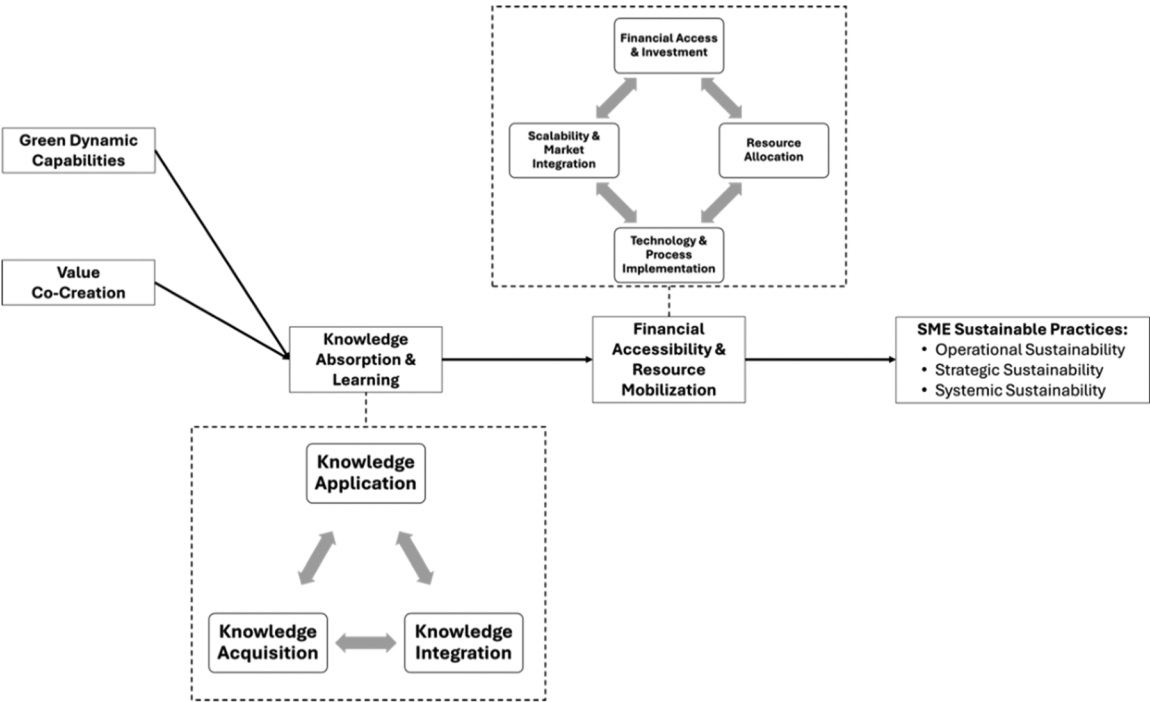 Financial Access
& Investment
Scalability &
Market
Integration
Resource
Allocation
Technology &
Process
Implementation
Green Dynamic
Capabilities
Value
Co-Creation
Knowledge
Absorption &
Learning
Financial
Accessibility &
Resource
Mobilization
SME Sustainable Practices:
• Operational Sustainability
• Strategic Sustainability
• Systemic Sustainability
Knowledge
Application
Knowledge
Acquisition
Knowledge
Integration